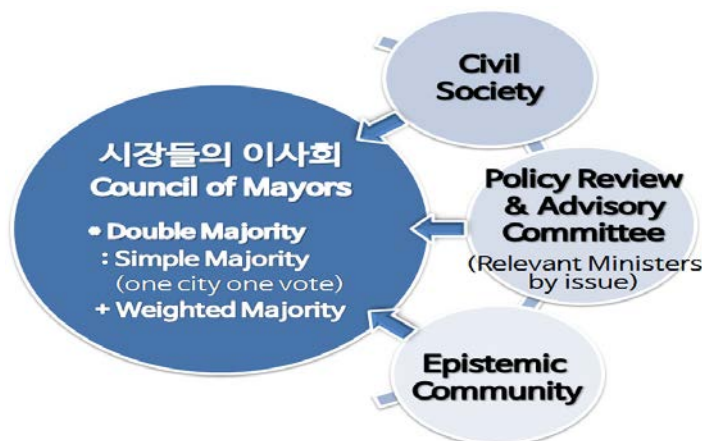 시장들의 이사회
Council of Mayors
* Double Majority
: Simple Majority
(one city one vote)
+ Weighted Majority
Civil
Society
Policy Review
& Advisory
Committee
(Relevant Ministers
by issue)
Epistemic
Community